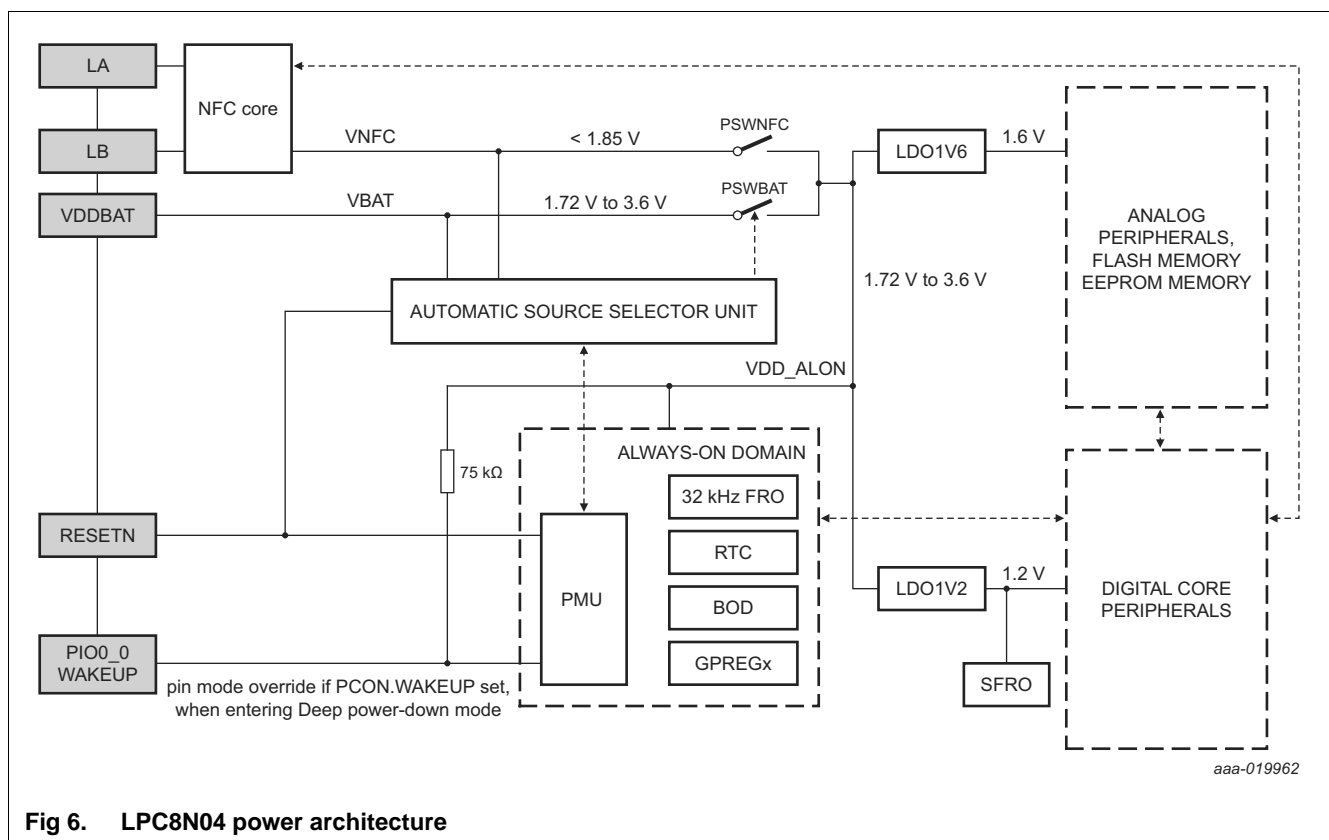 LA
NFC core
LB
VNFC
< 1.85 V
PSWNFC
LDO1V6
1.6 V
VDDBAT
VBAT
1.72 V to 3.6 V
PSWBAT
ANALOG
PERIPHERALS,
FLASH MEMORY
EEPROM MEMORY
1.72 V to 3.6 V
AUTOMATIC SOURCE SELECTOR UNIT
VDD_ALON
75 kΩ
ALWAYS-ON DOMAIN
32 kHz FRO
RTC
BOD
GPREGx
PMU
RESETN
PIO0_0
WAKEUP
pin mode override if PCON.WAKEUP set,
when entering Deep power-down mode
LDO1V2
1.2 V
SFRO
DIGITAL CORE
PERIPHERALS
aaa-019962
Fig 6. LPC8N04 power architecture